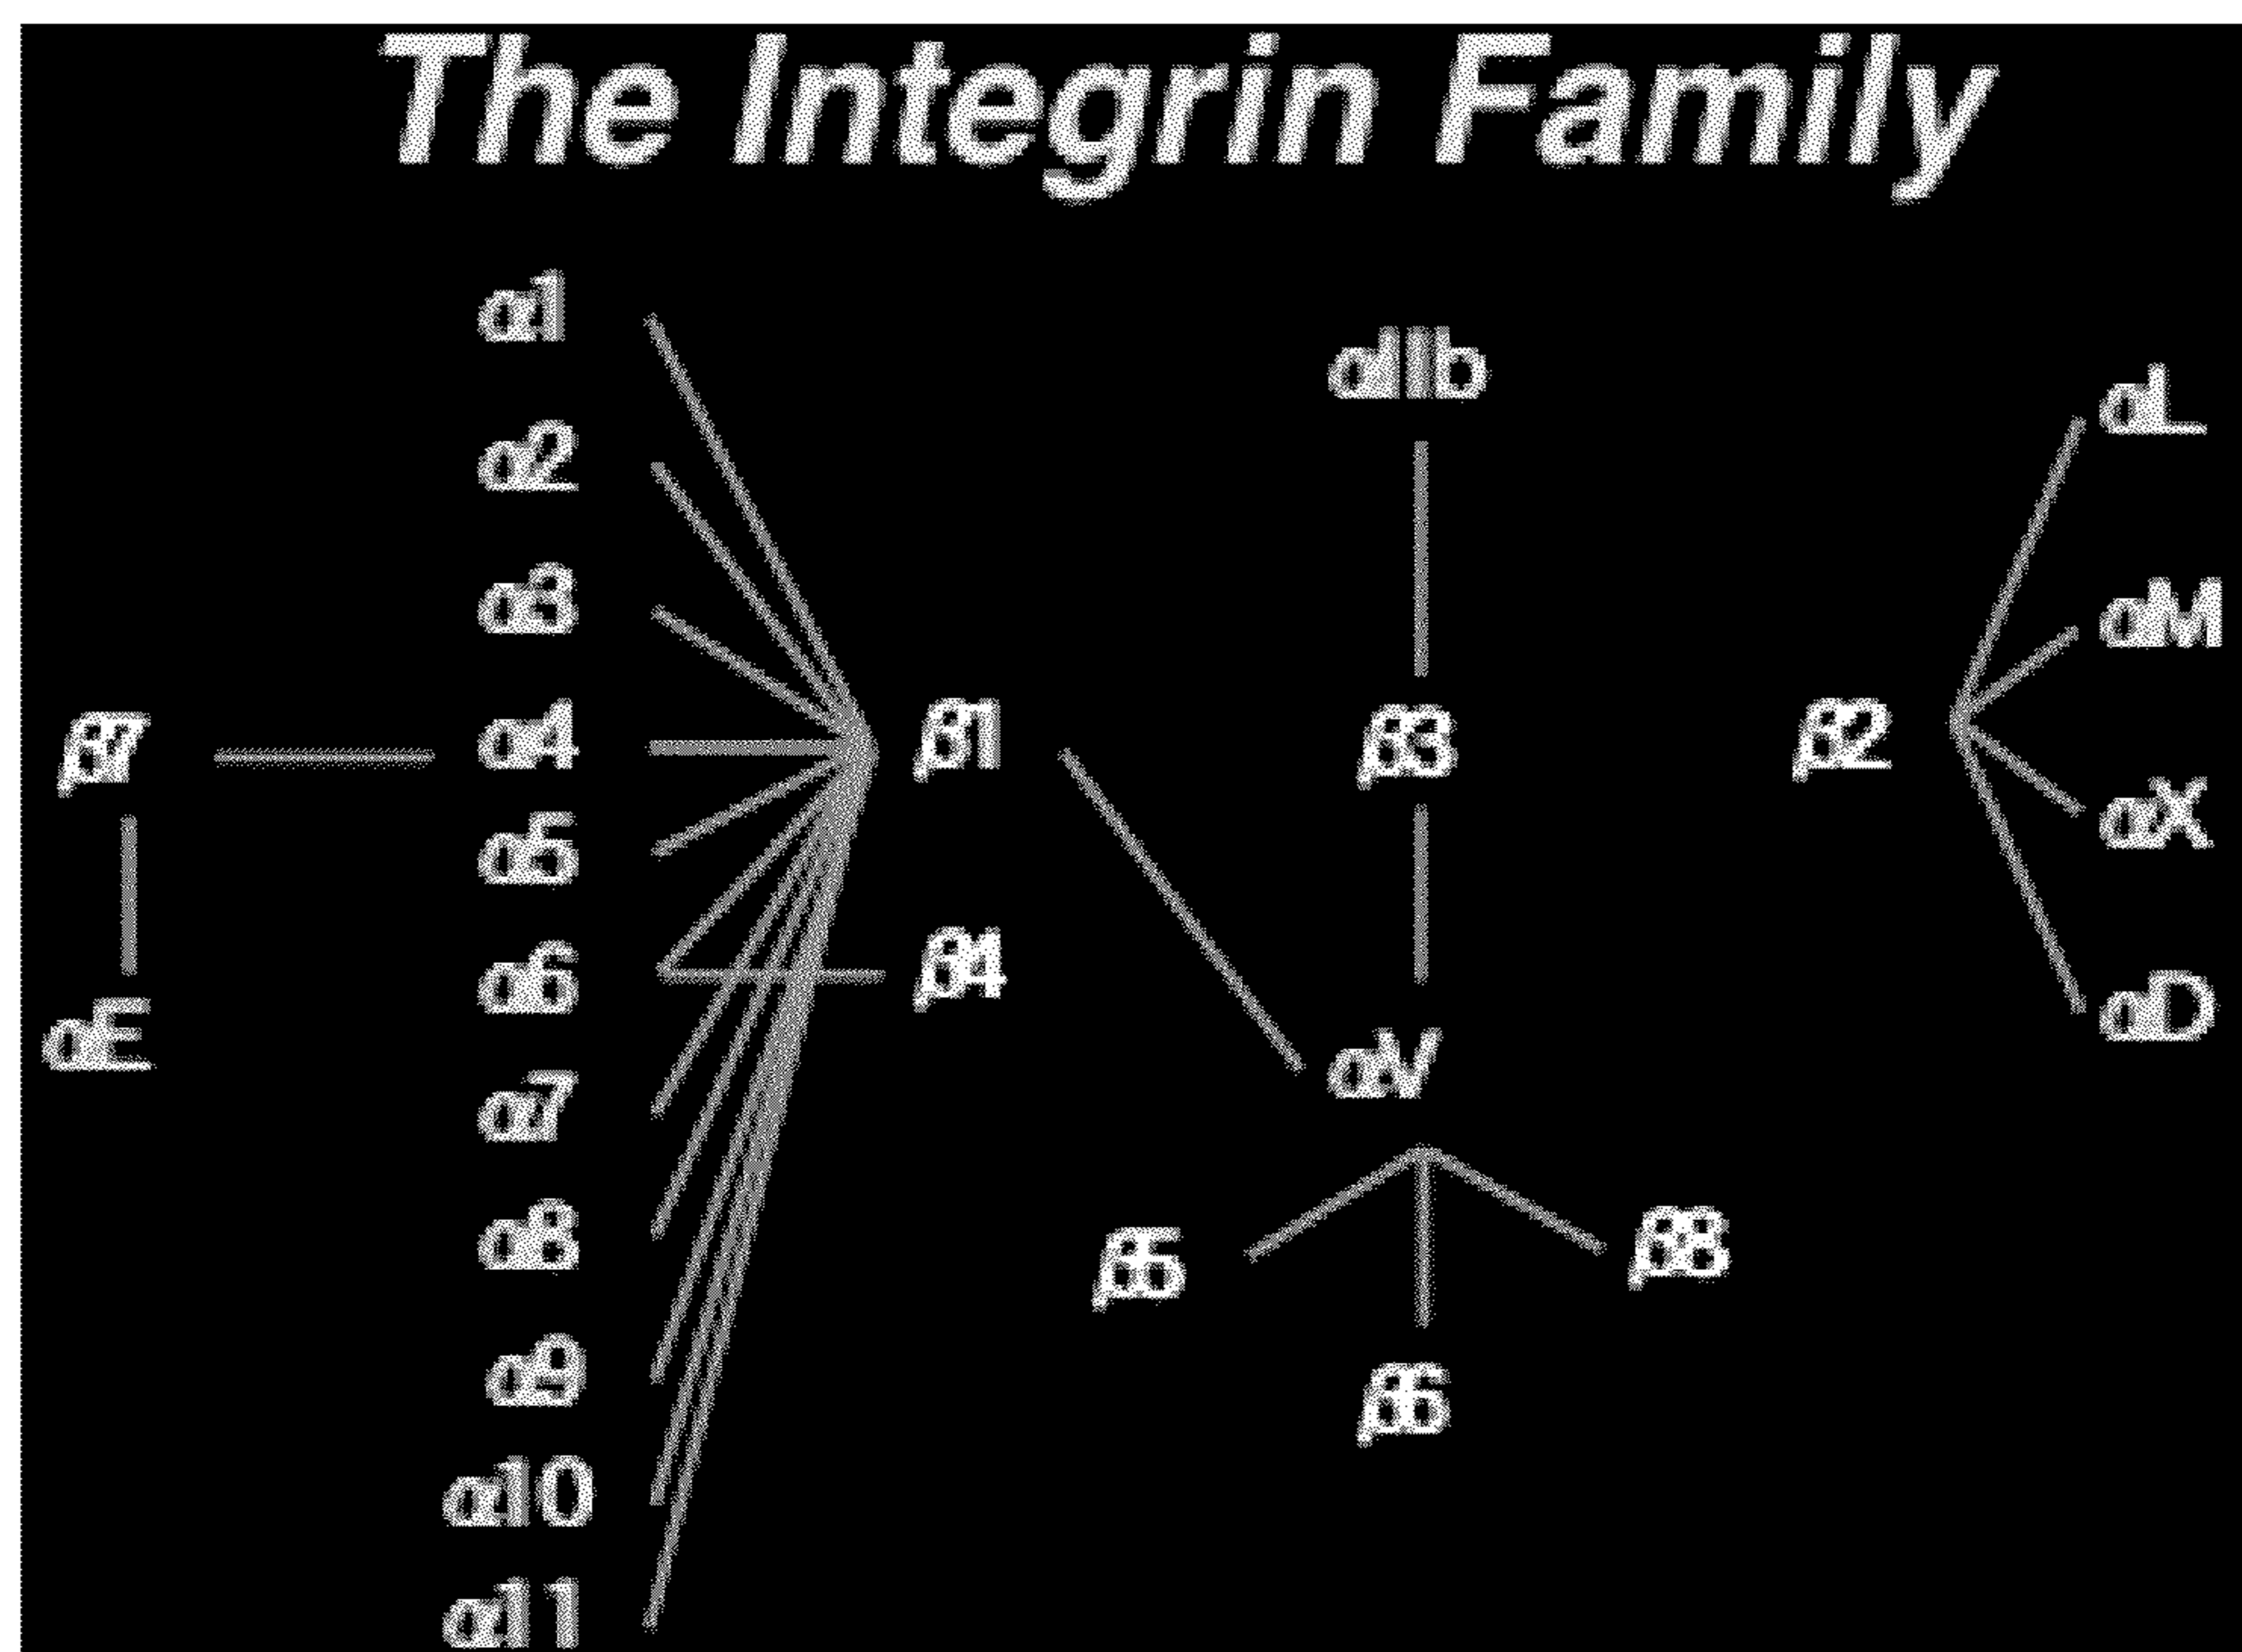 The Integrin Family
α1
α2
α3
α4
α5
α6
α7
α8
α9
α10
α11
β7
αE
β1
β4
αIIb
β3
αV
β5
β6
β8
β2
αL
αM
αX
αD